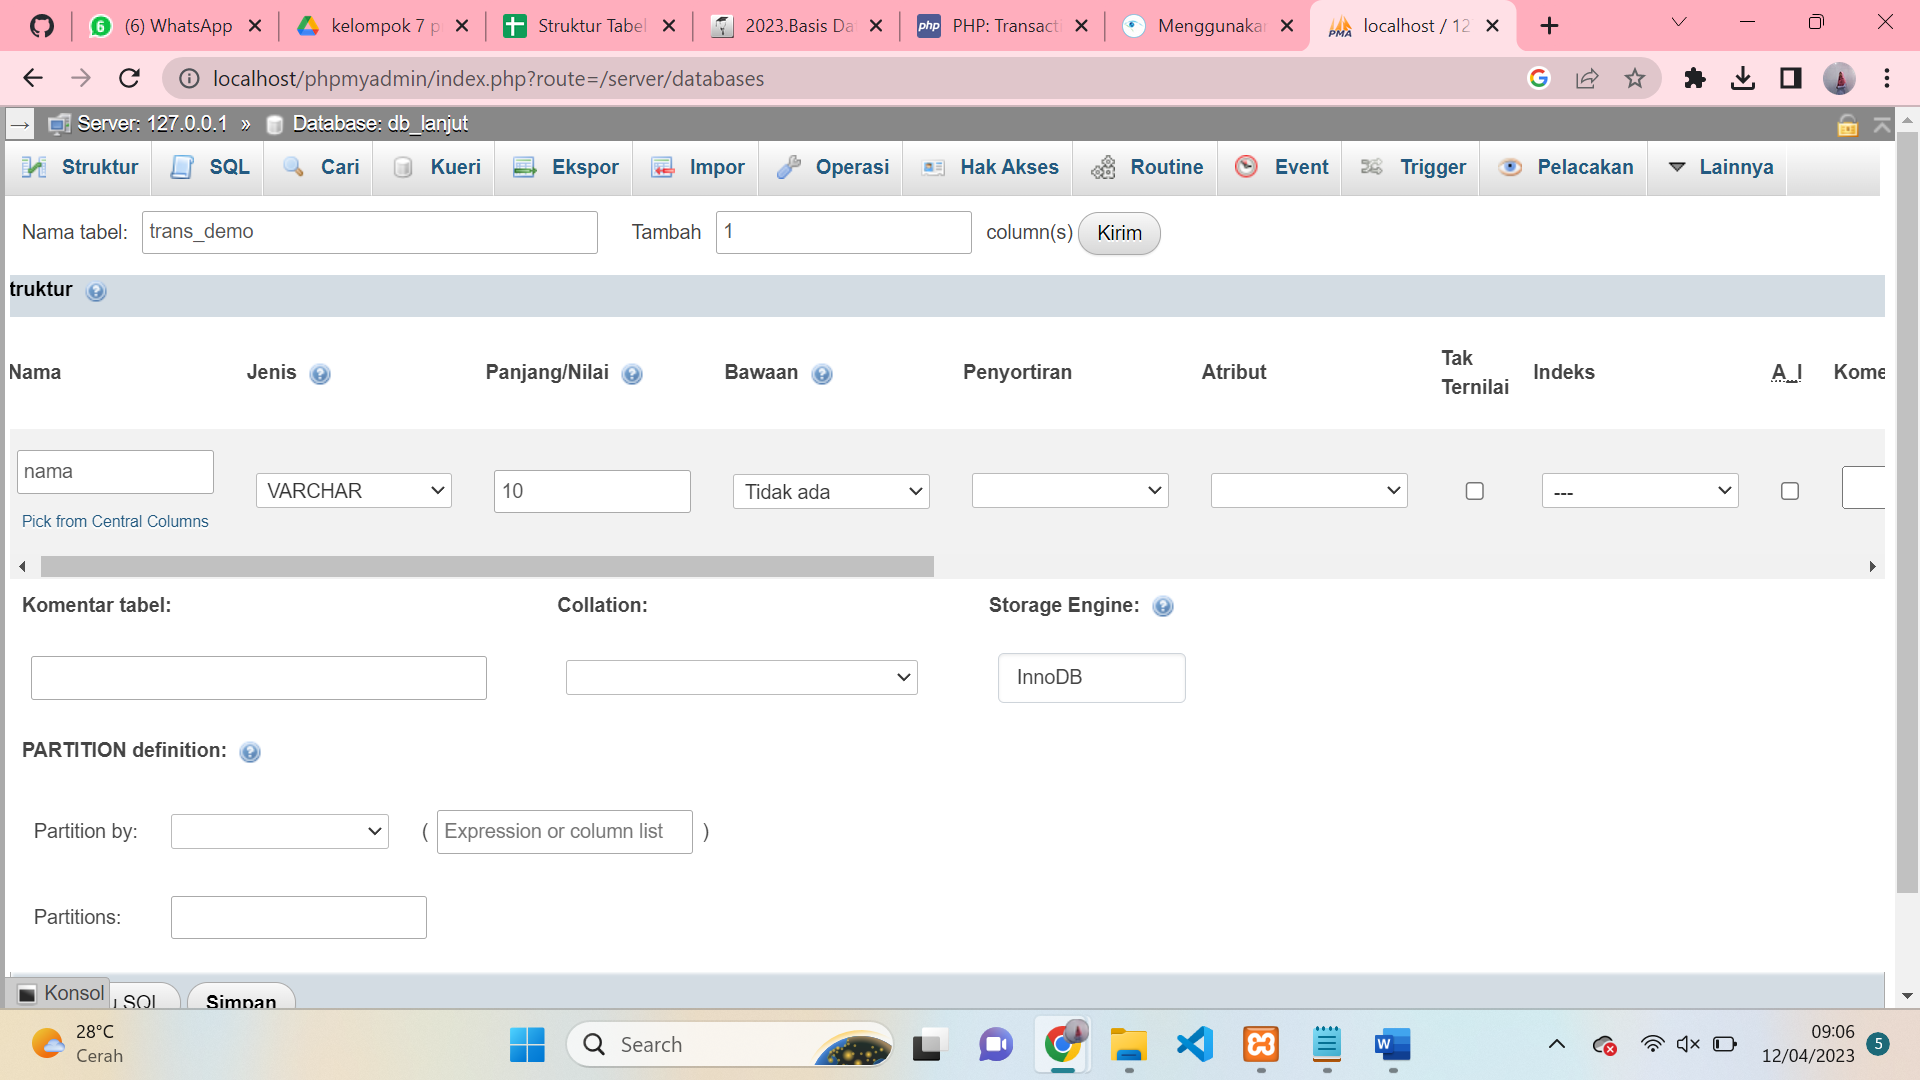 6 (6) WhatsApp
kelompok 7 p
Struktur Tabel
2023.Basis Da
php PHP: Transacti
Menggunakan
PMA localhost / 12
localhost/phpmyadmin/index.php?route=/server/databases
Server: 127.0.0.1 » Database: db_lanjut
Struktur SQL Cari Kueri Ekspor Impor Operasi Hak Akses Routine Event Trigger Pelacakan Lainnya
Nama tabel: trans_demo Tambah 1 column(s) Kirim
truktur
Nama Jenis Panjang/Nilai Bawaan Penyortiran Atribut Tak Ternilai Indeks A_I Kome
nama VARCHAR 10 Tidak ada ---
Pick from Central Columns
Komentar tabel: Collation: Storage Engine:
InnoDB
PARTITION definition:
Partition by: ( Expression or column list )
Partitions:
Konsol SQL Simpan
28°C
Cerah
Search
09:06
12/04/2023
5